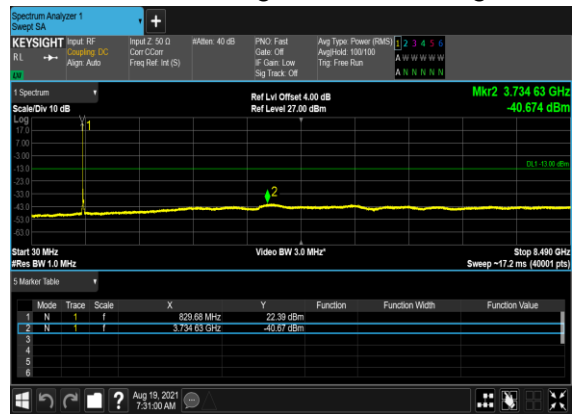 Spectrum Analyzer 1
Swept SA
+
KEYSIGHT Input: RF Input Z: 50 Ω #Atten: 40 dB PNO: Fast Avg Type: Power (RMS) 1 2 3 4 5 6
RL Coupling: DC Corr CCorr Gate: Off Avg|Hold: 100/100 A W W W W W
Align: Auto Freq Ref: Int (S) IF Gain: Low Trig: Free Run
LW Sig Track: Off A N N N N N
1 Spectrum Ref Lvl Offset 4.00 dB Mkr2 3.734 63 GHz
Scale/Div 10 dB Ref Level 27.00 dBm -40.674 dBm
Log 1
17.0
7.00
-3.00
-13.0 DL1 -13.00 dBm
-23.0
-33.0 2
-43.0
-53.0
-63.0
Start 30 MHz Video BW 3.0 MHz* Stop 8.490 GHz
#Res BW 1.0 MHz Sweep ~17.2 ms (40001 pts)
5 Marker Table
Mode Trace Scale X Y Function Function Width Function Value
1 N 1 f 829.68 MHz 22.39 dBm
2 N 1 f 3.734 63 GHz -40.67 dBm
3
4
5
6
? Aug 19, 2021
7:31:00 AM